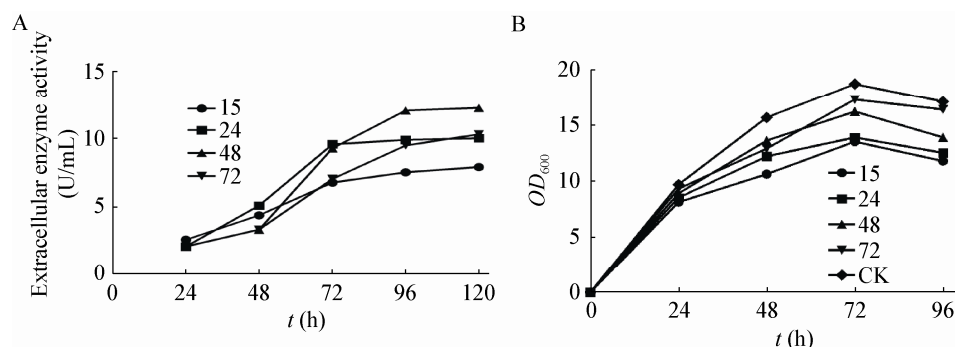 A
Extracellular enzyme activity
(U/mL)
15
10
5
0
15
24
48
72
0 24 48 72 96 120
t (h)
B
OD600
20
15
10
5
0
15
24
48
72
CK
0 24 48 72 96
t (h)